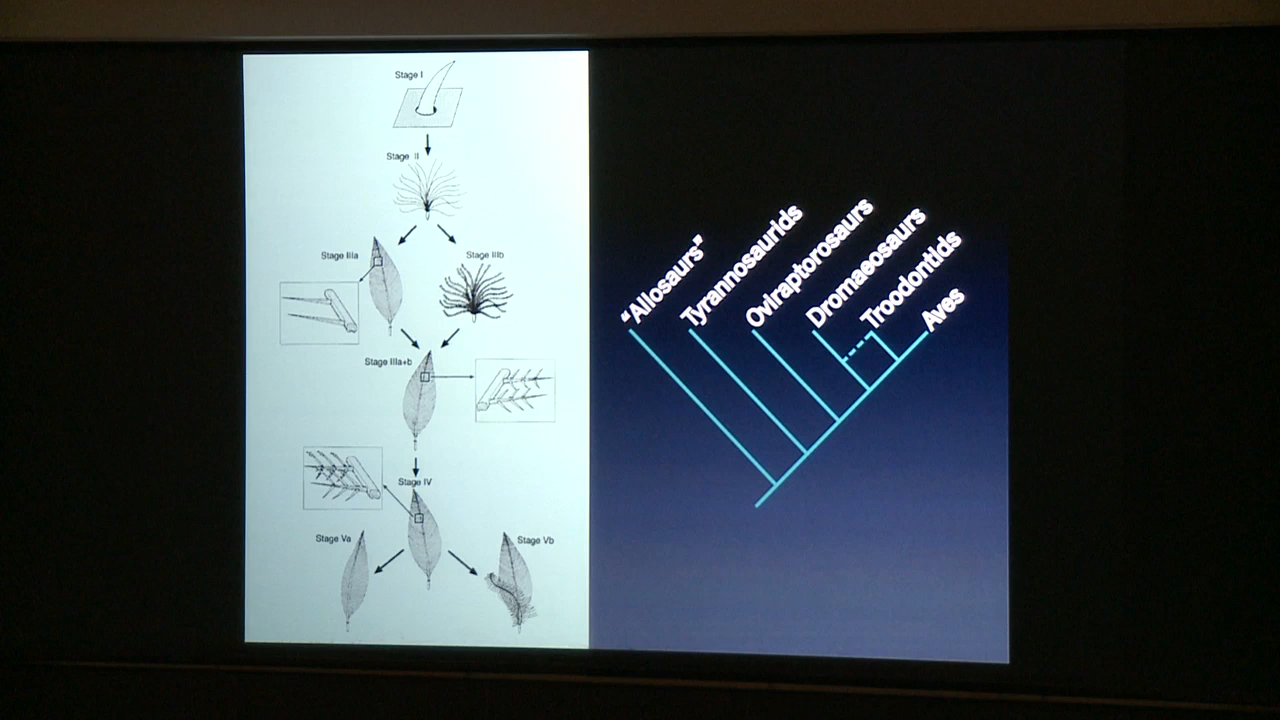 Stage I
Stage II
Stage IIIa
Stage IIIb
Stage IIIa+b
Stage IV
Stage Va
Stage Vb
"Allosaurs"
Tyrannosaurids
Oviraptorosaurs
Dromaeosaurs
Troodontids
Aves